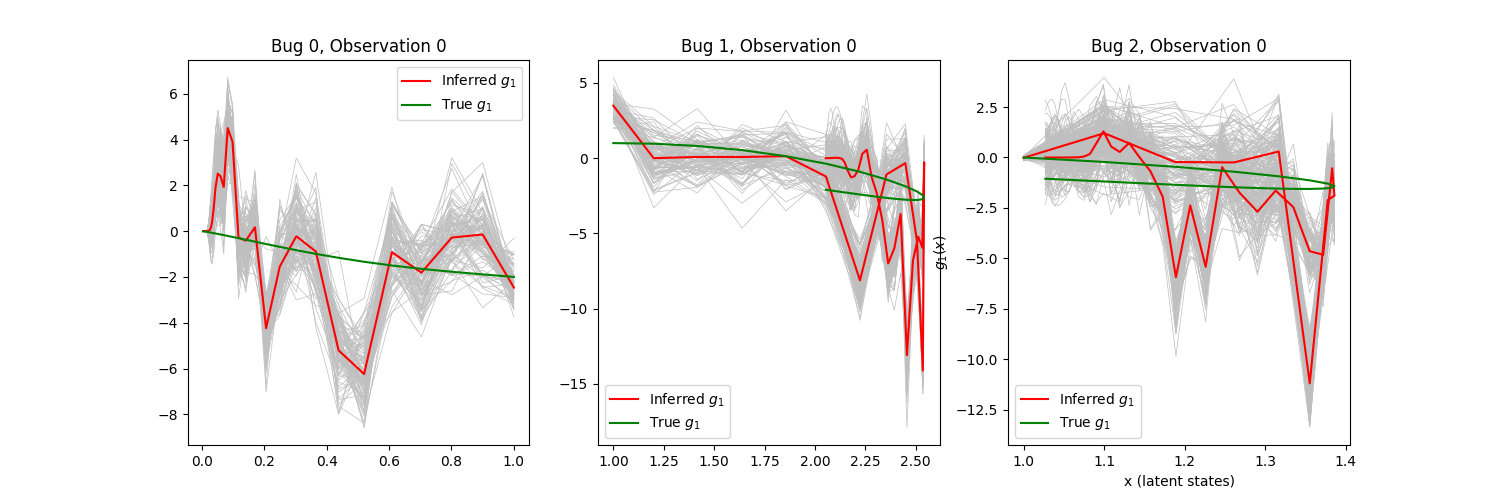 Bug 0, Observation 0
6
4
2
0
−2
−4
−6
−8
0.0 0.2 0.4 0.6 0.8 1.0
Inferred g₁
True g₁
Bug 1, Observation 0
5
0
−5
−10
−15
1.00 1.25 1.50 1.75 2.00 2.25 2.50
Inferred g₁
True g₁
Bug 2, Observation 0
g₁(x)
2.5
0.0
−2.5
−5.0
−7.5
−10.0
−12.5
1.0 1.1 1.2 1.3 1.4
x (latent states)
Inferred g₁
True g₁